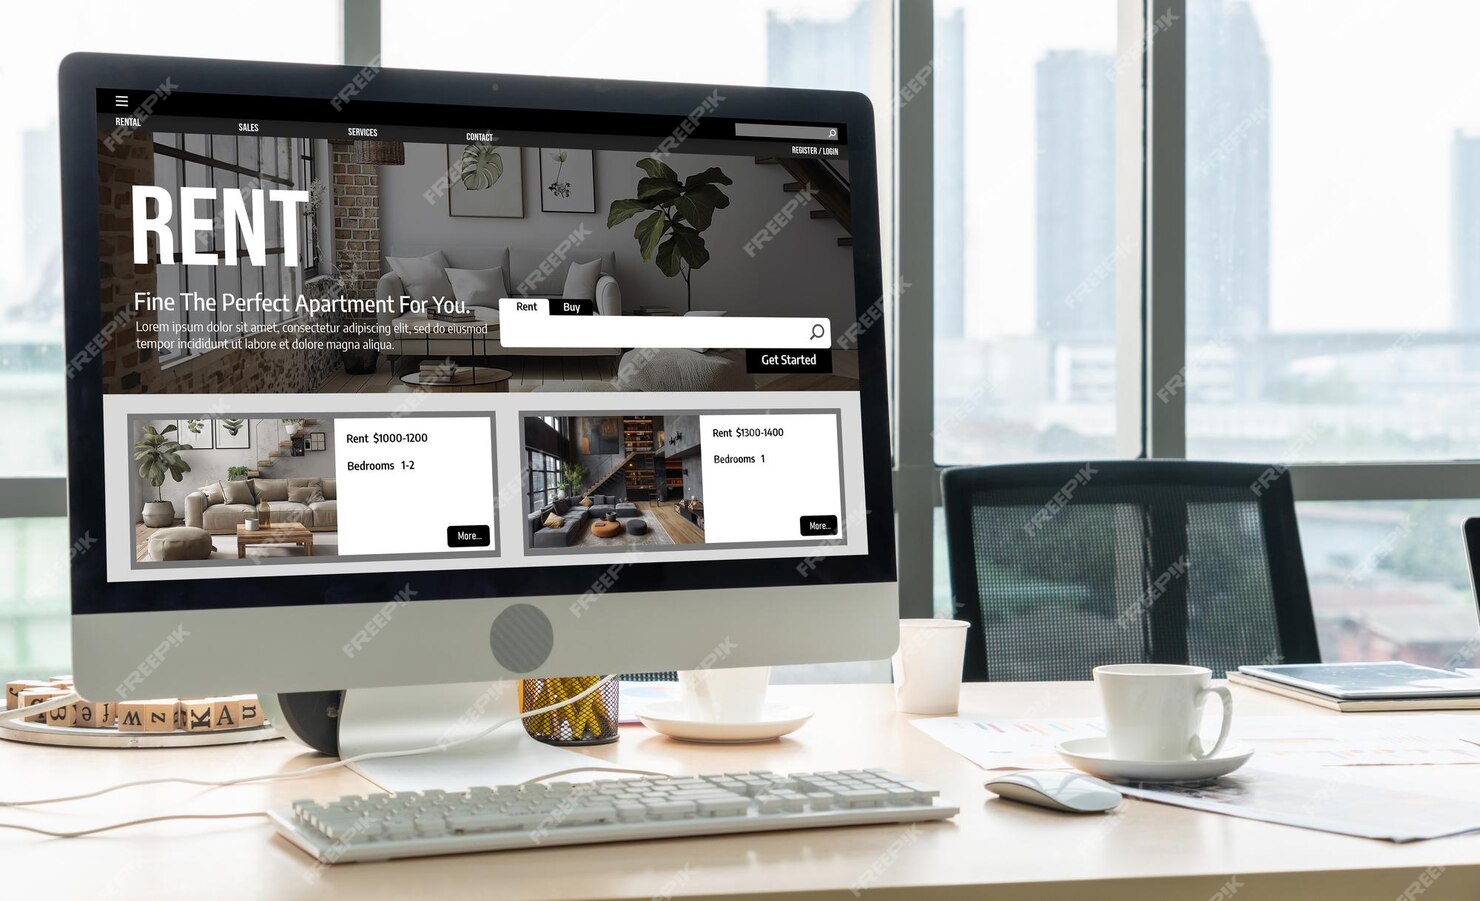 RENTAL
SALES
SERVICES
CONTACT
REGISTER / LOGIN
RENT
Fine The Perfect Apartment For You.
Lorem ipsum dolor sit amet, consectetur adipiscing elit, sed do eiusmod
tempor incididunt ut labore et dolore magna aliqua.
Rent Buy
Get Started
Rent $1000-1200
Bedrooms 1-2
More...
Rent $1300-1400
Bedrooms 1
More...
FREEPIK